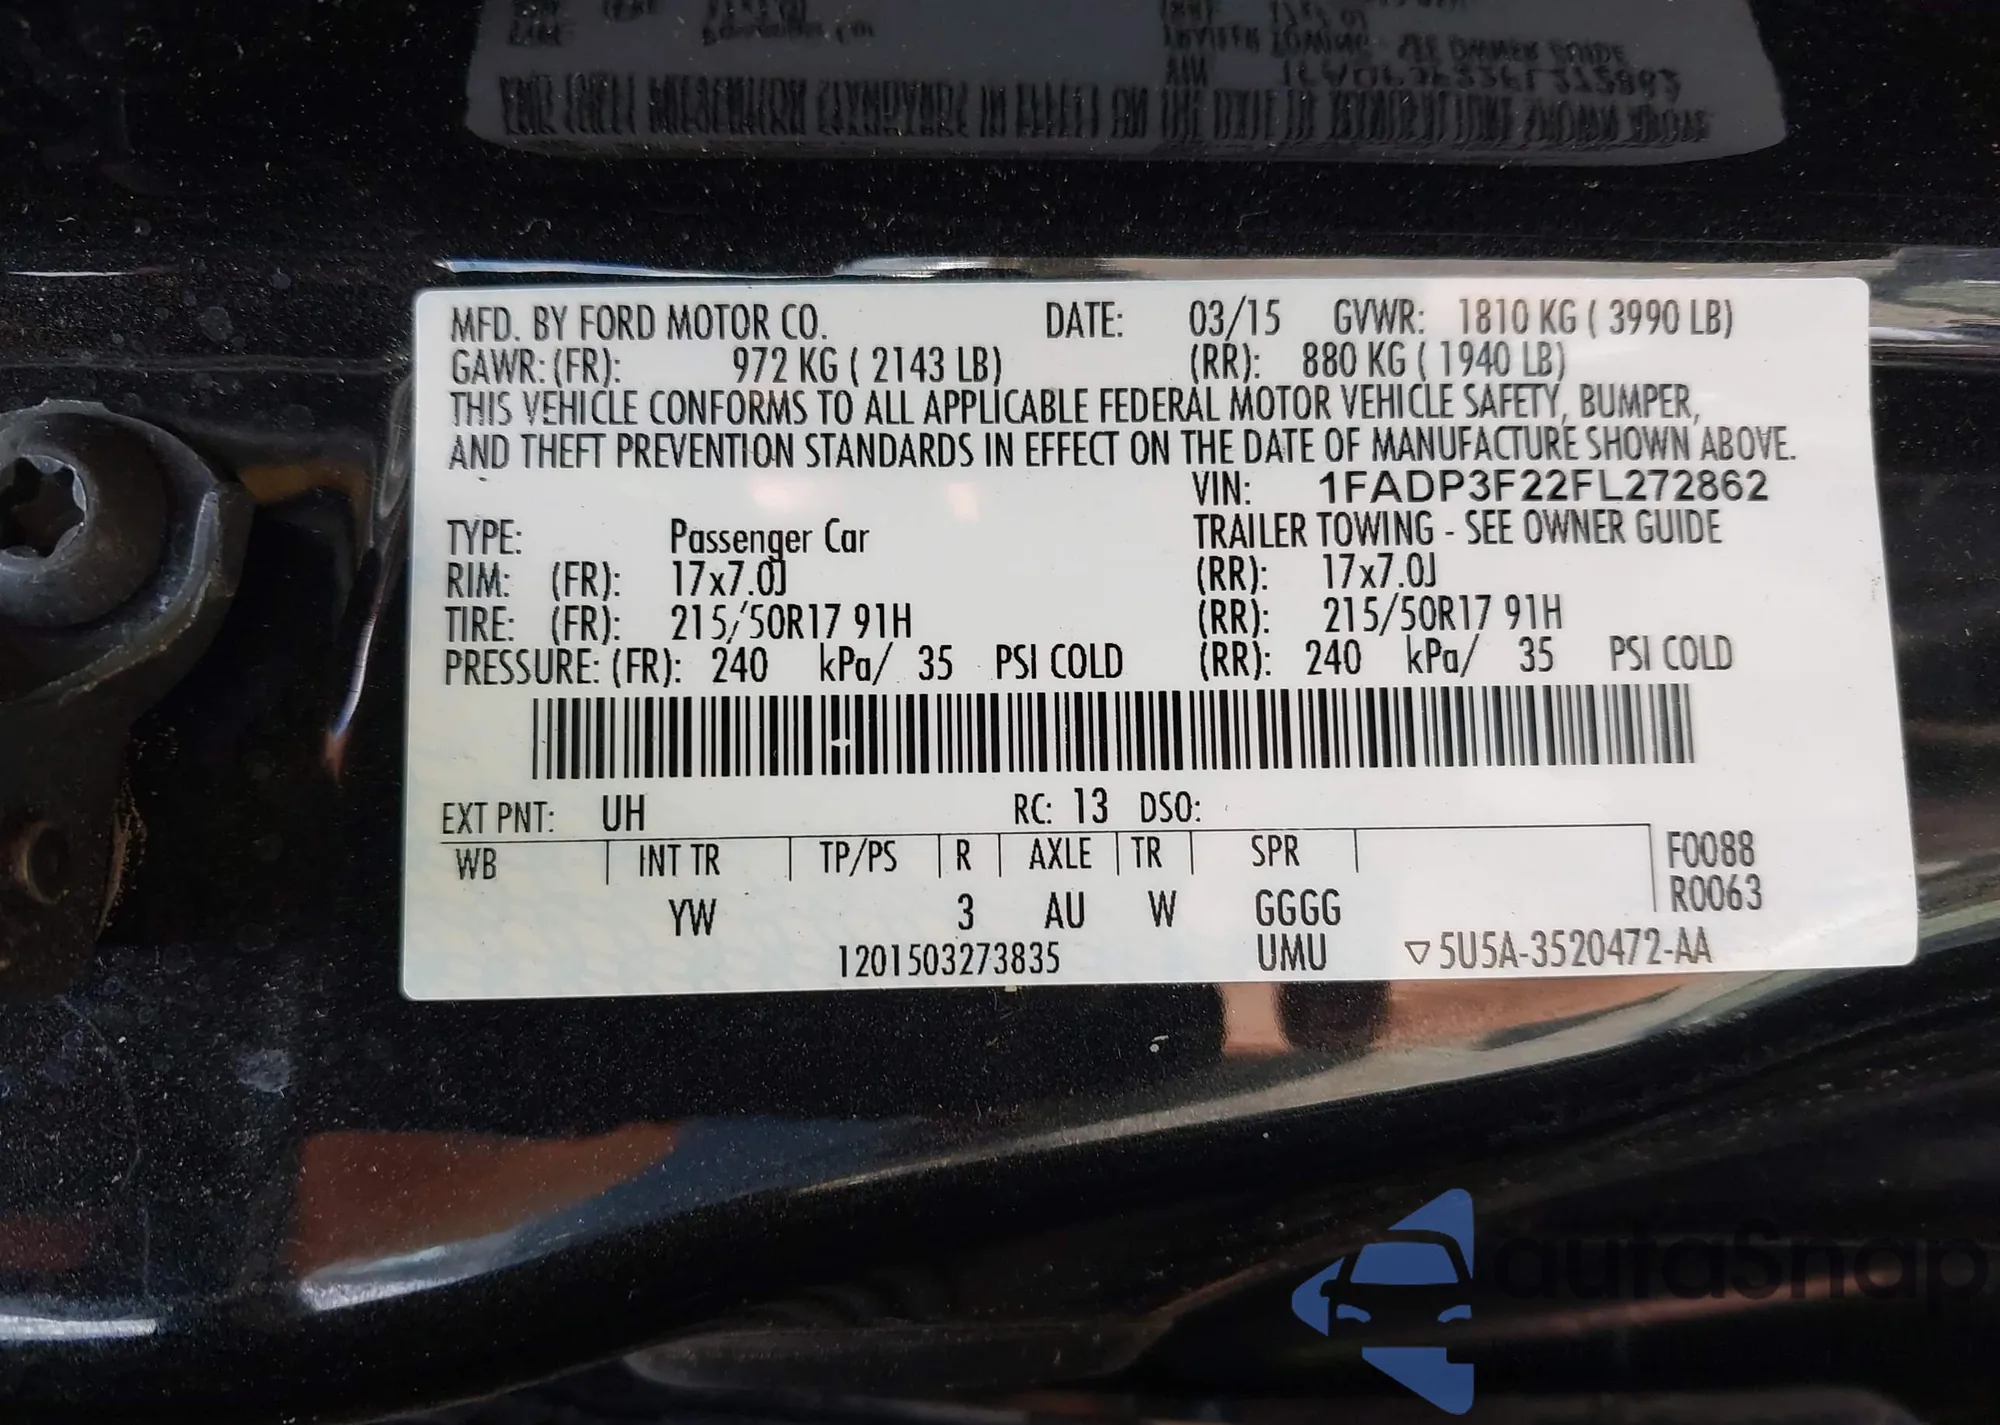 MFD. BY FORD MOTOR CO. DATE: 03/15 GVWR: 1810 KG ( 3990 LB)
GAWR: (FR): 972 KG ( 2143 LB) (RR): 880 KG ( 1940 LB)
THIS VEHICLE CONFORMS TO ALL APPLICABLE FEDERAL MOTOR VEHICLE SAFETY, BUMPER,
AND THEFT PREVENTION STANDARDS IN EFFECT ON THE DATE OF MANUFACTURE SHOWN ABOVE.
VIN: 1FADP3F22FL272862
TYPE: Passenger Car TRAILER TOWING - SEE OWNER GUIDE
RIM: (FR): 17x7.0J (RR): 17x7.0J
TIRE: (FR): 215/50R17 91H (RR): 215/50R17 91H
PRESSURE: (FR): 240 kPa/ 35 PSI COLD (RR): 240 kPa/ 35 PSI COLD
EXT PNT: UH RC: 13 DSO:
WB INT TR TP/PS R AXLE TR SPR F0088
YW 3 AU W GGGG R0063
1201503273835 UMU ▽5U5A-3520472-AA
autaSnap